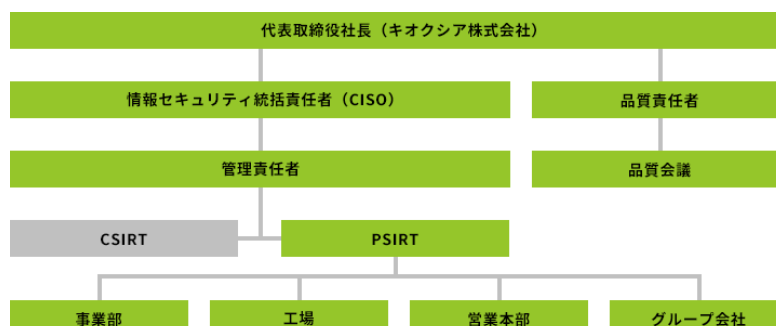 代表取締役社長（キオクシア株式会社）
情報セキュリティ統括責任者（CISO）
品質責任者
管理責任者
品質会議
CSIRT
PSIRT
事業部
工場
営業本部
グループ会社